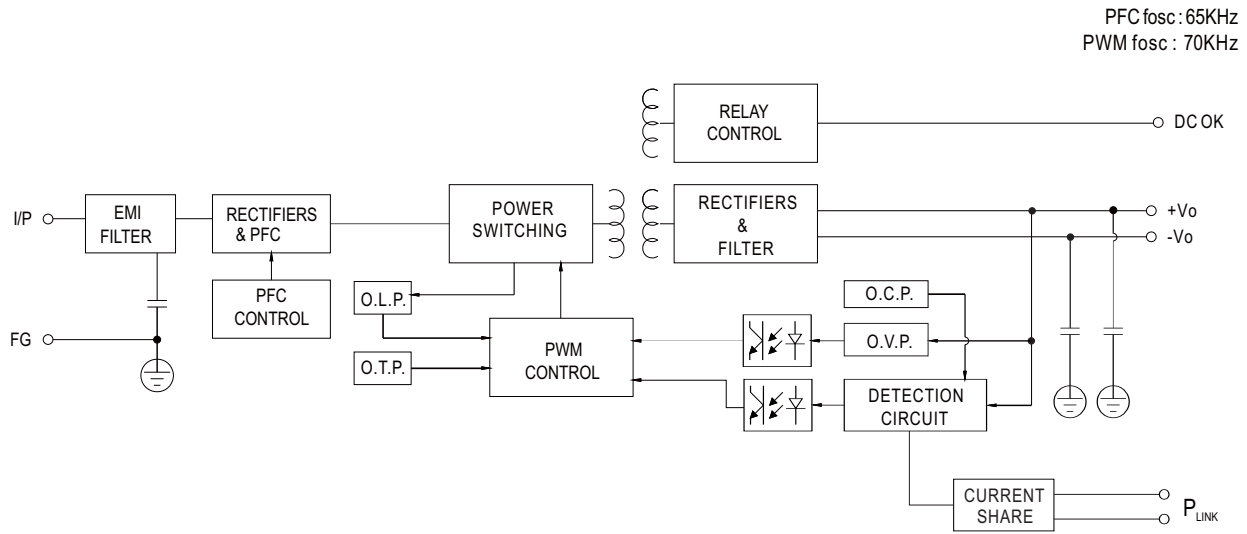 PFC fosc : 65KHz
PWM fosc : 70KHz
RELAY
CONTROL
DC OK
I/P
EMI
FILTER
RECTIFIERS
& PFC
POWER
SWITCHING
RECTIFIERS
&
FILTER
+Vo
-Vo
PFC
CONTROL
O.L.P.
O.C.P.
FG
O.T.P.
PWM
CONTROL
O.V.P.
DETECTION
CIRCUIT
CURRENT
SHARE
PLINK